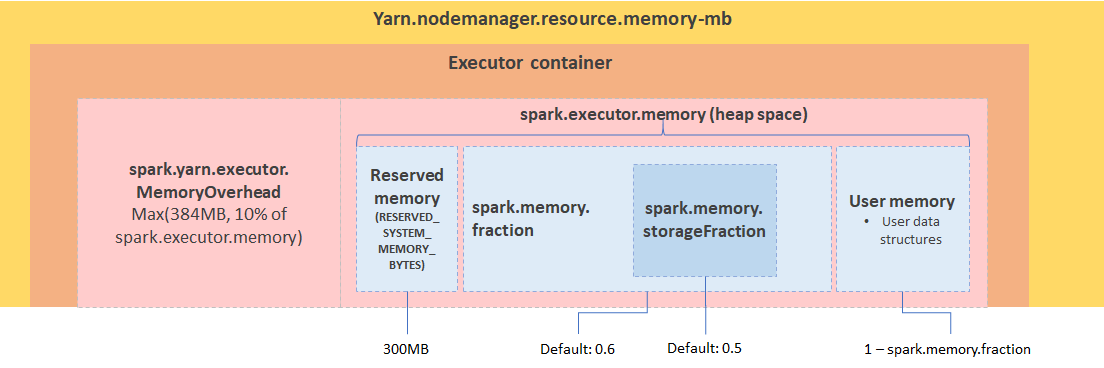 Yarn.nodemanager.resource.memory-mb
Executor container
spark.executor.memory (heap space)
spark.yarn.executor.
MemoryOverhead
Max(384MB, 10% of
spark.executor.memory)
Reserved
memory
(RESERVED_
SYSTEM_
MEMORY_
BYTES)
spark.memory.
fraction
spark.memory.
storageFraction
User memory
• User data
structures
300MB
Default: 0.6
Default: 0.5
1 – spark.memory.fraction